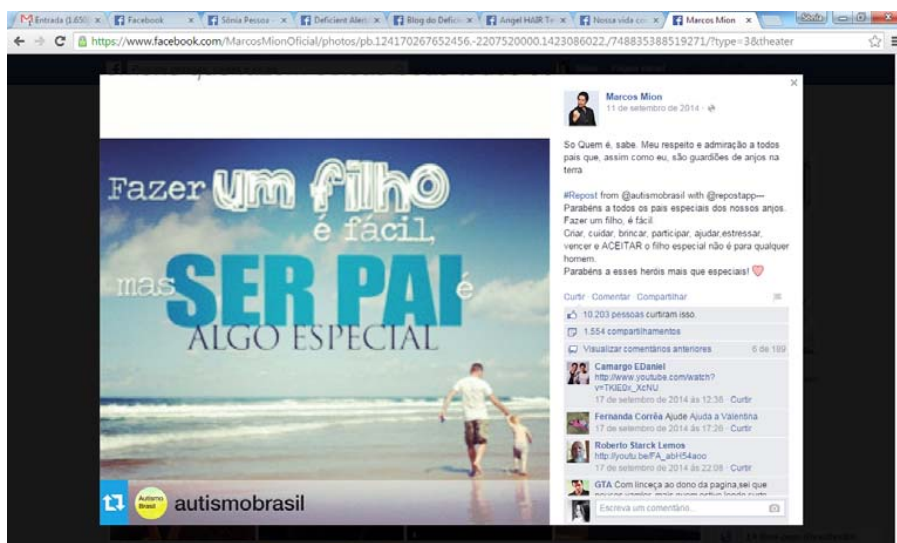 Entrada (1.650)
Facebook
Sônia Pessoa -
Deficient Alert
Blog do Defici
Angel HAIR Tr
Nossa vida co
Marcos Mion
https://www.facebook.com/MarcosMionOficial/photos/pb.124170267652456.-2207520000.1423086022./748835388519271/?type=3&theater
Fazer um filho
é fácil,
mas SER PAI é
ALGO ESPECIAL
Autismo
Brasil
autismobrasil
Marcos Mion
11 de setembro de 2014 ·
So Quem é, sabe. Meu respeito e admiração a todos
pais que, assim como eu, são guardiões de anjos na
terra
#Repost from @autismobrasil with @repostapp---
Parabéns a todos os pais especiais dos nossos anjos.
Fazer um filho, é fácil.
Criar, cuidar, brincar, participar, ajudar,estressar,
vencer e ACEITAR o filho especial não é para qualquer
homem.
Parabéns a esses heróis mais que especiais!
Curtir · Comentar · Compartilhar
10.203 pessoas curtiram isso.
1.554 compartilhamentos
Visualizar comentários anteriores 6 de 189
Camargo EDaniel
http://www.youtube.com/watch?
17 de setembro de 2014 às 12:38 · Curtir
Fernanda Corrêa Ajude Ajuda a Valentina
17 de setembro de 2014 às 17:26 · Curtir
Roberto Starck Lemos
http://youtu.be/FA_abH54aoo
17 de setembro de 2014 às 22:08 · Curtir
GTA Com linceça ao dono da pagina,sei que
Escreva um comentário...